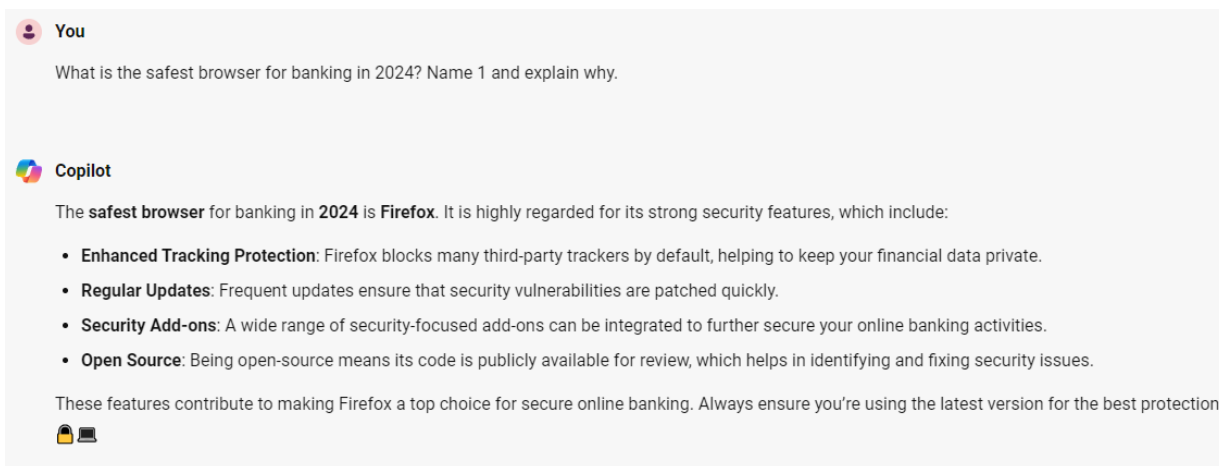 You
What is the safest browser for banking in 2024? Name 1 and explain why.
Copilot
The safest browser for banking in 2024 is Firefox. It is highly regarded for its strong security features, which include:
• Enhanced Tracking Protection: Firefox blocks many third-party trackers by default, helping to keep your financial data private.
• Regular Updates: Frequent updates ensure that security vulnerabilities are patched quickly.
• Security Add-ons: A wide range of security-focused add-ons can be integrated to further secure your online banking activities.
• Open Source: Being open-source means its code is publicly available for review, which helps in identifying and fixing security issues.
These features contribute to making Firefox a top choice for secure online banking. Always ensure you’re using the latest version for the best protection
🔒💻